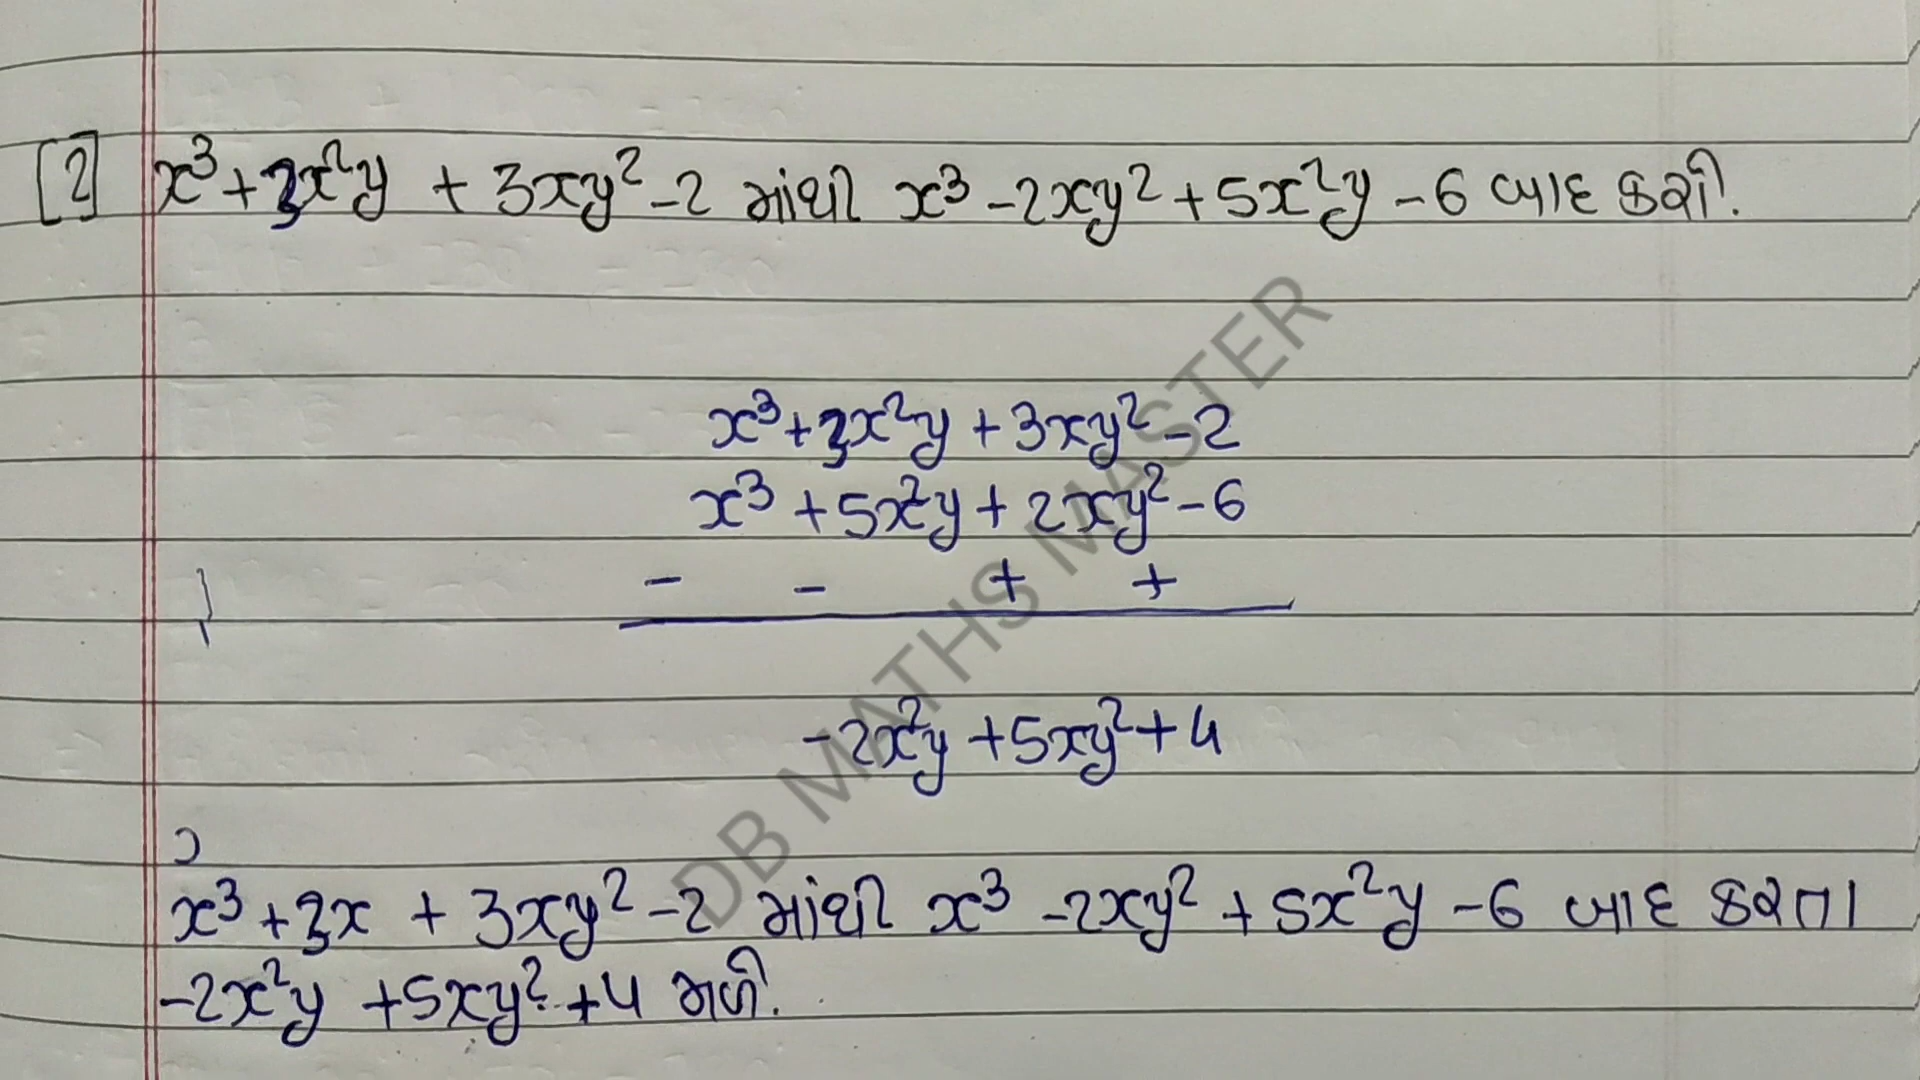 [2] x³ + 3x²y + 3xy² - 2 માંથી x³ - 2xy² + 5x²y - 6 બાદ કરો.
x³ + 3x²y + 3xy² - 2
x³ + 5x²y + 2xy² - 6
- - + +
-2x²y + 5xy² + 4
x³ + 3x + 3xy² - 2 માંથી x³ - 2xy² + 5x²y - 6 બાદ કરતા
-2x²y + 5xy² + 4 મળે.
DB MATHS MASTER